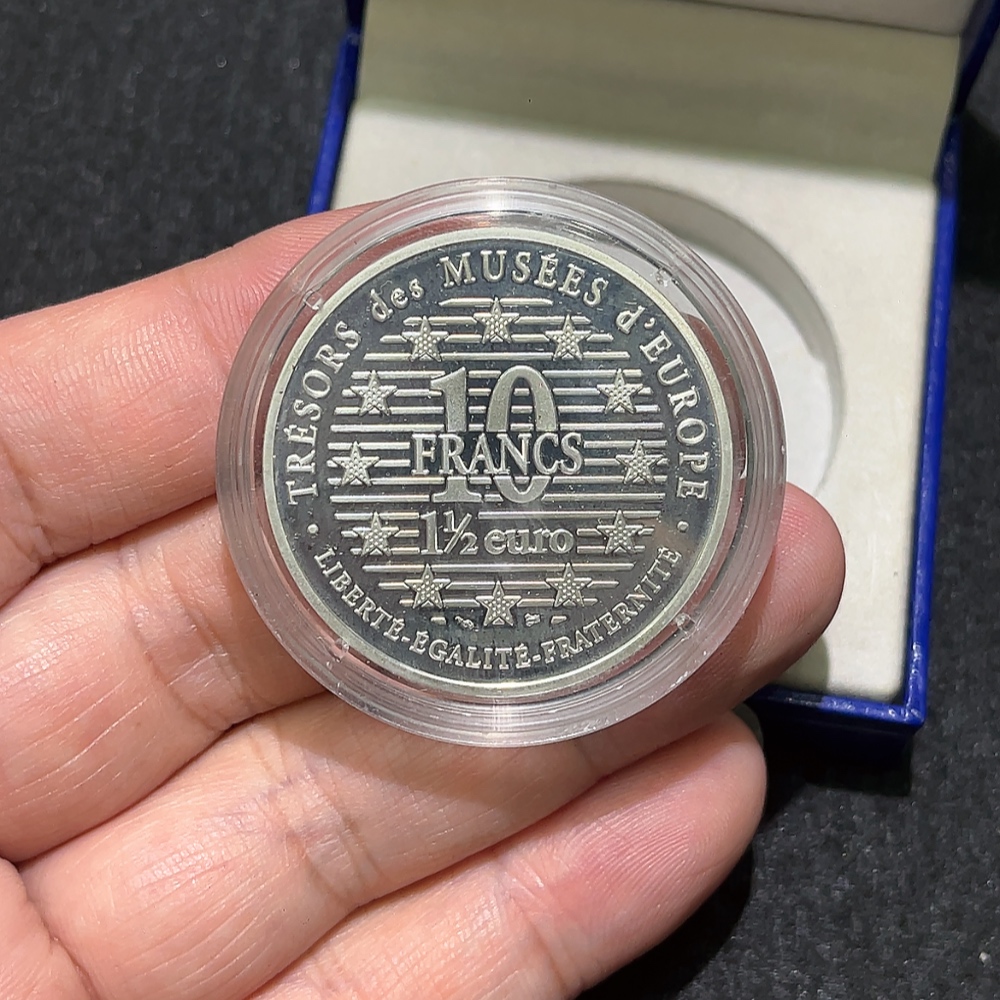 TRÉSORS des MUSÉES d'EUROPE
10
FRANCS
1½ euro
LIBERTÉ-ÉGALITÉ-FRATERNITÉ